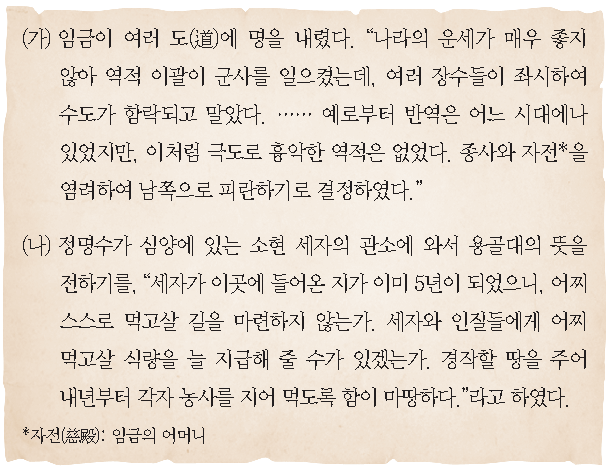 (가) 임금이 여러 도(道)에 명을 내렸다. “나라의 운세가 매우 좋지
않아 역적 이괄이 군사를 일으켰는데, 여러 장수들이 좌시하여
수도가 함락되고 말았다. …… 예로부터 반역은 어느 시대에나
있었지만, 이처럼 극도로 흉악한 역적은 없었다. 종사와 자전*을
염려하여 남쪽으로 피란하기로 결정하였다.”
(나) 정명수가 심양에 있는 소현 세자의 관소에 와서 용골대의 뜻을
전하기를, “세자가 이곳에 들어온 지가 이미 5년이 되었으니, 어찌
스스로 먹고살 길을 마련하지 않는가. 세자와 인질들에게 어찌
먹고살 식량을 늘 지급해 줄 수가 있겠는가. 경작할 땅을 주어
내년부터 각자 농사를 지어 먹도록 함이 마땅하다.”라고 하였다.
*자전(慈殿): 임금의 어머니